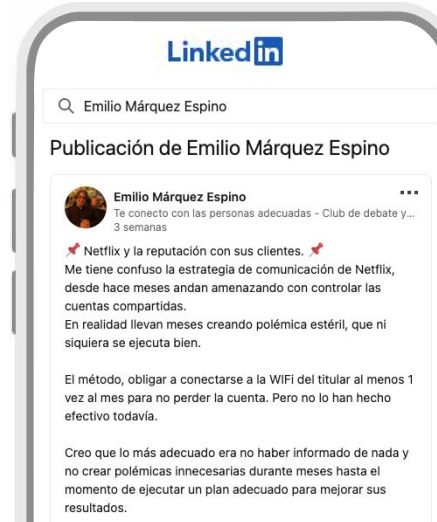 Linkedin
Emilio Márquez Espino
Publicación de Emilio Márquez Espino
Emilio Márquez Espino
Te conecto con las personas adecuadas - Club de debate y...
3 semanas
📌 Netflix y la reputación con sus clientes. 📌
Me tiene confuso la estrategia de comunicación de Netflix,
desde hace meses andan amenazando con controlar las
cuentas compartidas.
En realidad llevan meses creando polémica estéril, que ni
siquiera se ejecuta bien.
El método, obligar a conectarse a la WIFi del titular al menos 1
vez al mes para no perder la cuenta. Pero no lo han hecho
efectivo todavía.
Creo que lo más adecuado era no haber informado de nada y
no crear polémicas innecesarias durante meses hasta el
momento de ejecutar un plan adecuado para mejorar sus
resultados.